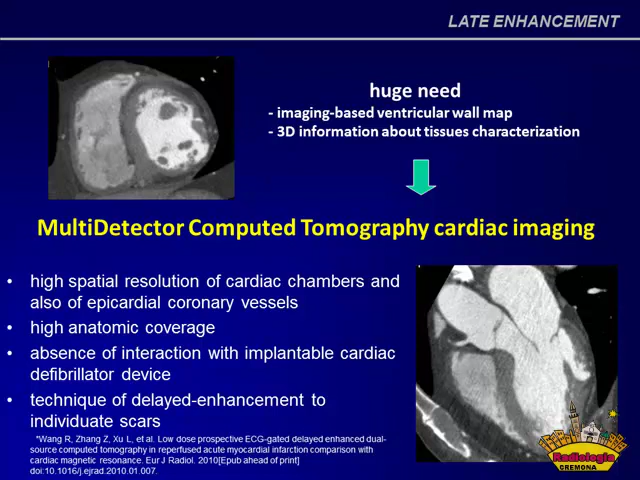 LATE ENHANCEMENT
huge need
- imaging-based ventricular wall map
- 3D information about tissues characterization
MultiDetector Computed Tomography cardiac imaging
• high spatial resolution of cardiac chambers and
also of epicardial coronary vessels
• high anatomic coverage
• absence of interaction with implantable cardiac
defibrillator device
• technique of delayed-enhancement to
individuate scars
*Wang R, Zhang Z, Xu L, et al. Low dose prospective ECG-gated delayed enhanced dual-
source computed tomography in reperfused acute myocardial infarction comparison with
cardiac magnetic resonance. Eur J Radiol. 2010[Epub ahead of print]
doi:10.1016/j.ejrad.2010.01.007.
Radiologia
CREMONA